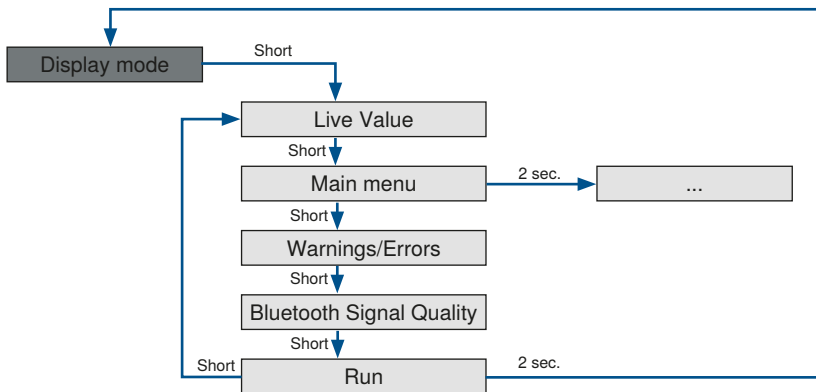 Short
Display mode
Live Value
Short
Main menu
2 sec.
...
Short
Warnings/Errors
Short
Bluetooth Signal Quality
Short
Short
Run
2 sec.